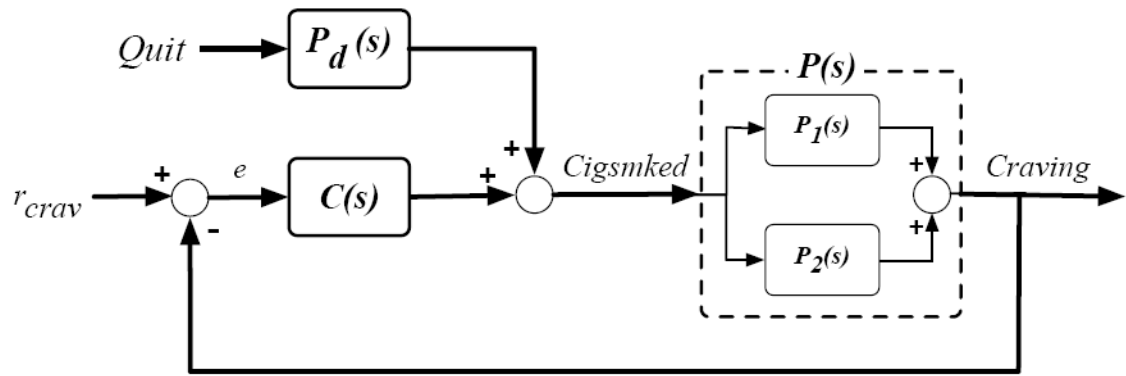 Quit
P_d(s)
+
P(s)
P_1(s)
+
Craving
r_crav
+
e
C(s)
+
Cigsmked
-
P_2(s)
+